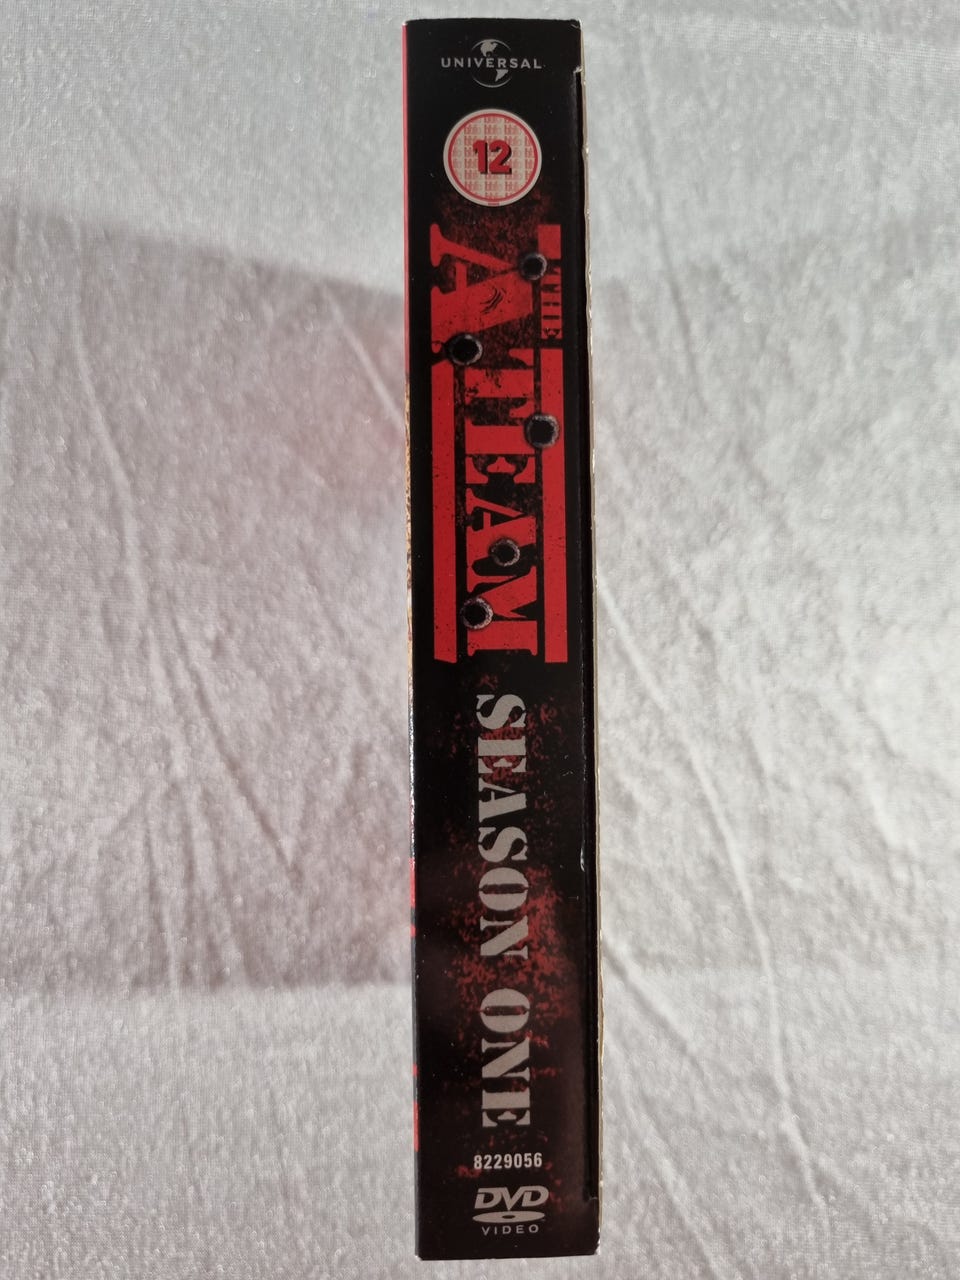 UNIVERSAL
12
THE
A TEAM
SEASON ONE
8229056
DVD
VIDEO